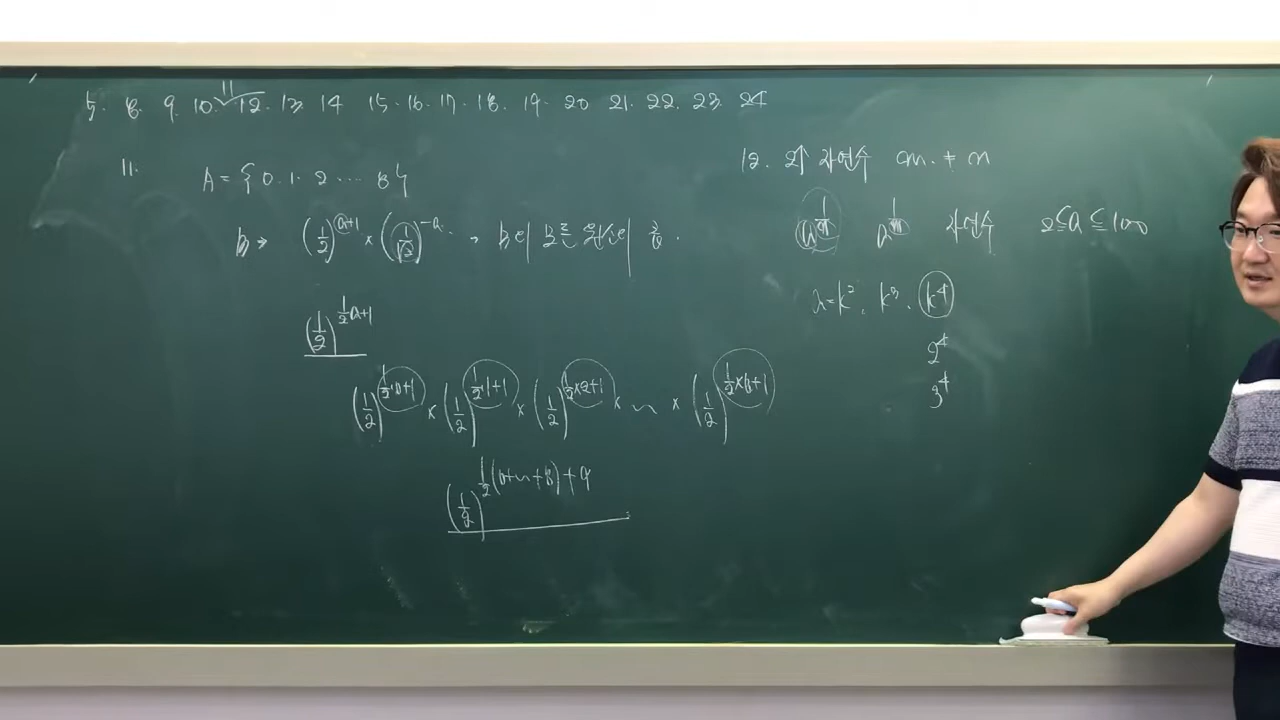 5. 8. 9. 10. 11 12. 13 14 15. 16. 17. 18. 19. 20 21. 22. 23. 24
11.
A = { 0. 1. 2 ... 8 }
b → (1/2)^(a+1) × (1/√2)^(-a) → b의 모든 원소의 곱.
(1/2)^(1/2 a+1)
(1/2)^(1/2·0+1) × (1/2)^(1/2·1+1) × (1/2)^(1/2×2+1) × ~ × (1/2)^(1/2×8+1)
(1/2)^(1/2(0+~+8)+9)
12. 2↑ 자연수 m. + n
a^(1/m) a^(1/n) 자연수 2≤a≤100
a=k². k³. k⁴
2⁴
3⁴